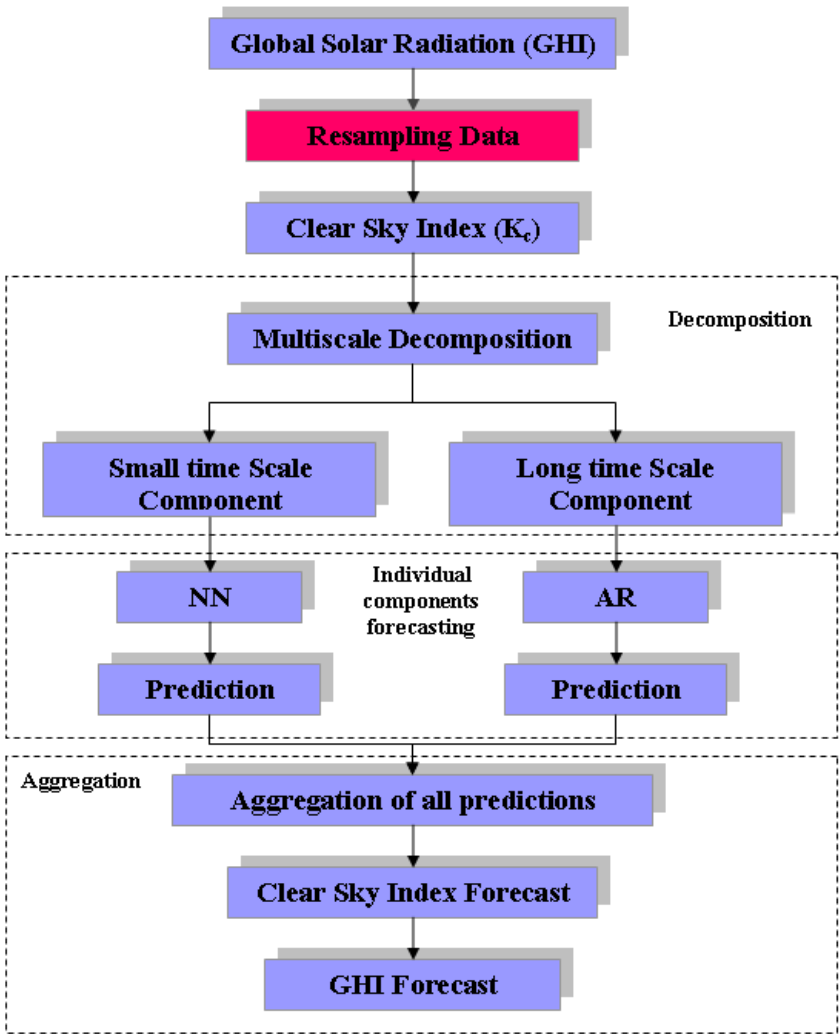 Global Solar Radiation (GHI)
Resampling Data
Clear Sky Index (Kc)
Decomposition
Multiscale Decomposition
Small time Scale
Component
Long time Scale
Component
NN
Individual
components
forecasting
AR
Prediction
Prediction
Aggregation
Aggregation of all predictions
Clear Sky Index Forecast
GHI Forecast